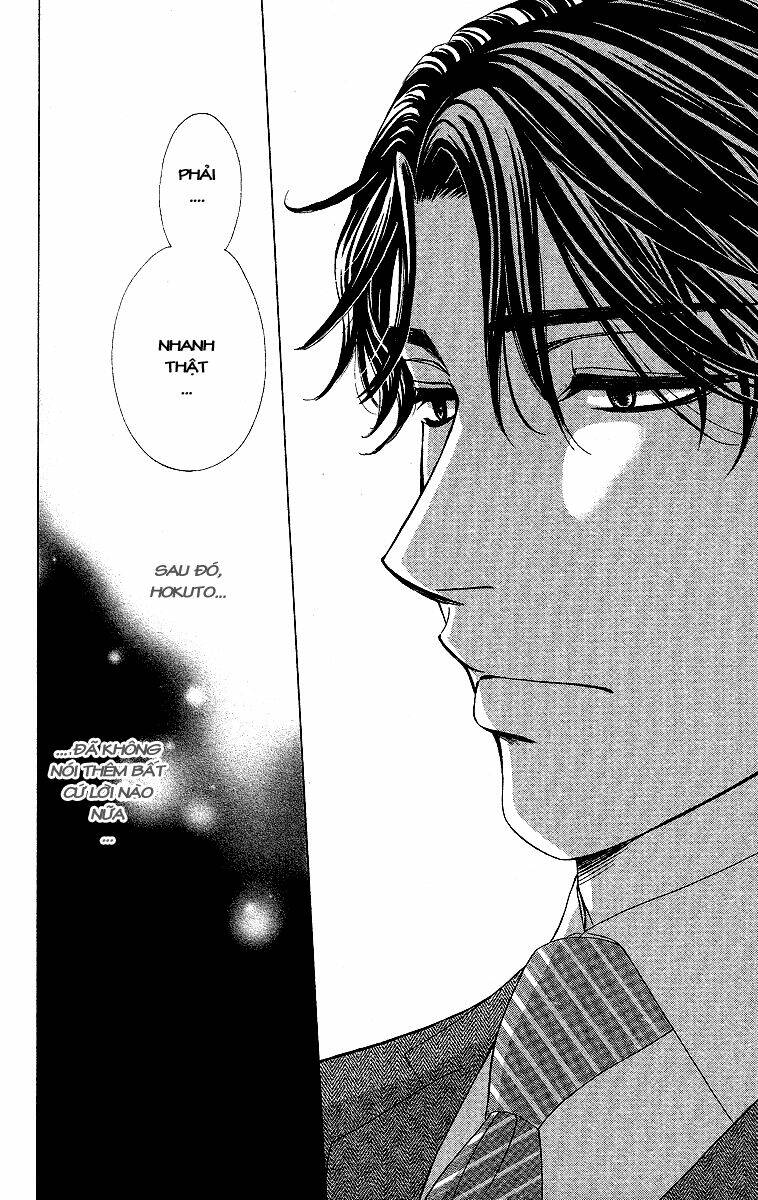 PHẢI
....
NHANH
THẬT
...
SAU ĐÓ,
HOKUTO...
.... ĐÃ KHÔNG
NÓI THÊM BẤT
CỨ LỜI NÀO
NỮA
...